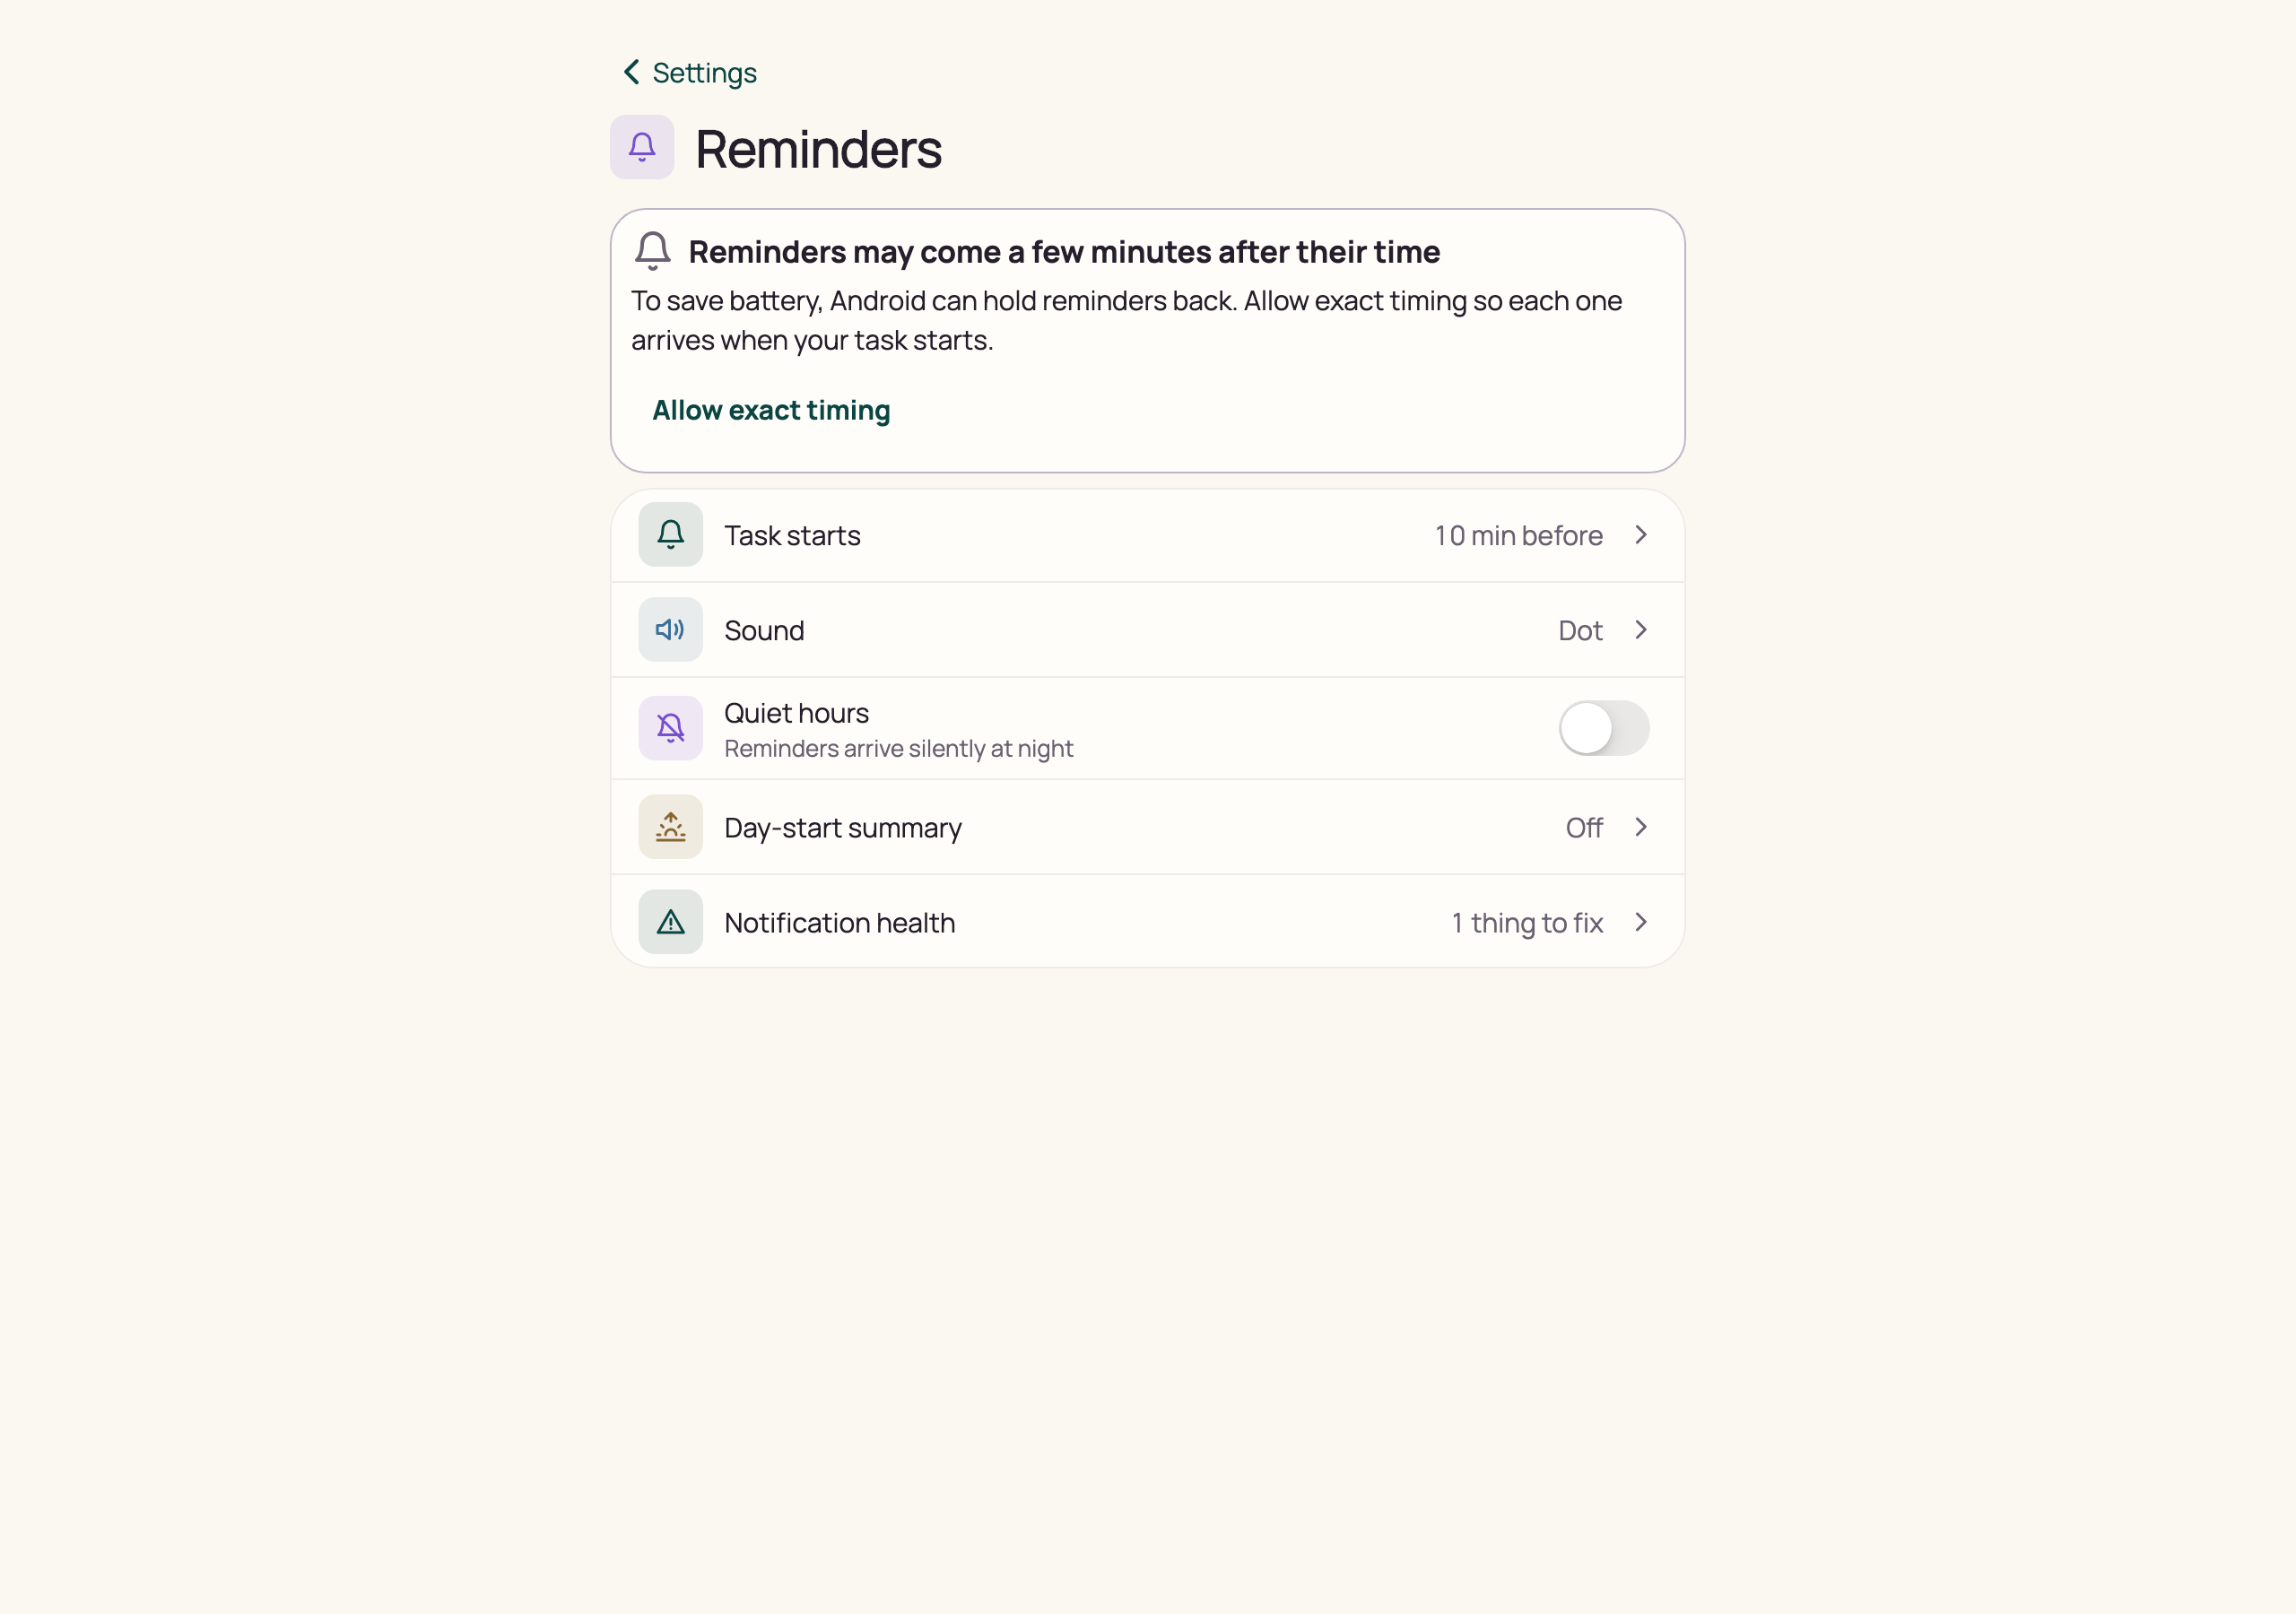 Settings
Reminders
Reminders may come a few minutes after their time
To save battery, Android can hold reminders back. Allow exact timing so each one
arrives when your task starts.
Allow exact timing
Task starts 10 min before
Sound Dot
Quiet hours
Reminders arrive silently at night
Day-start summary Off
Notification health 1 thing to fix